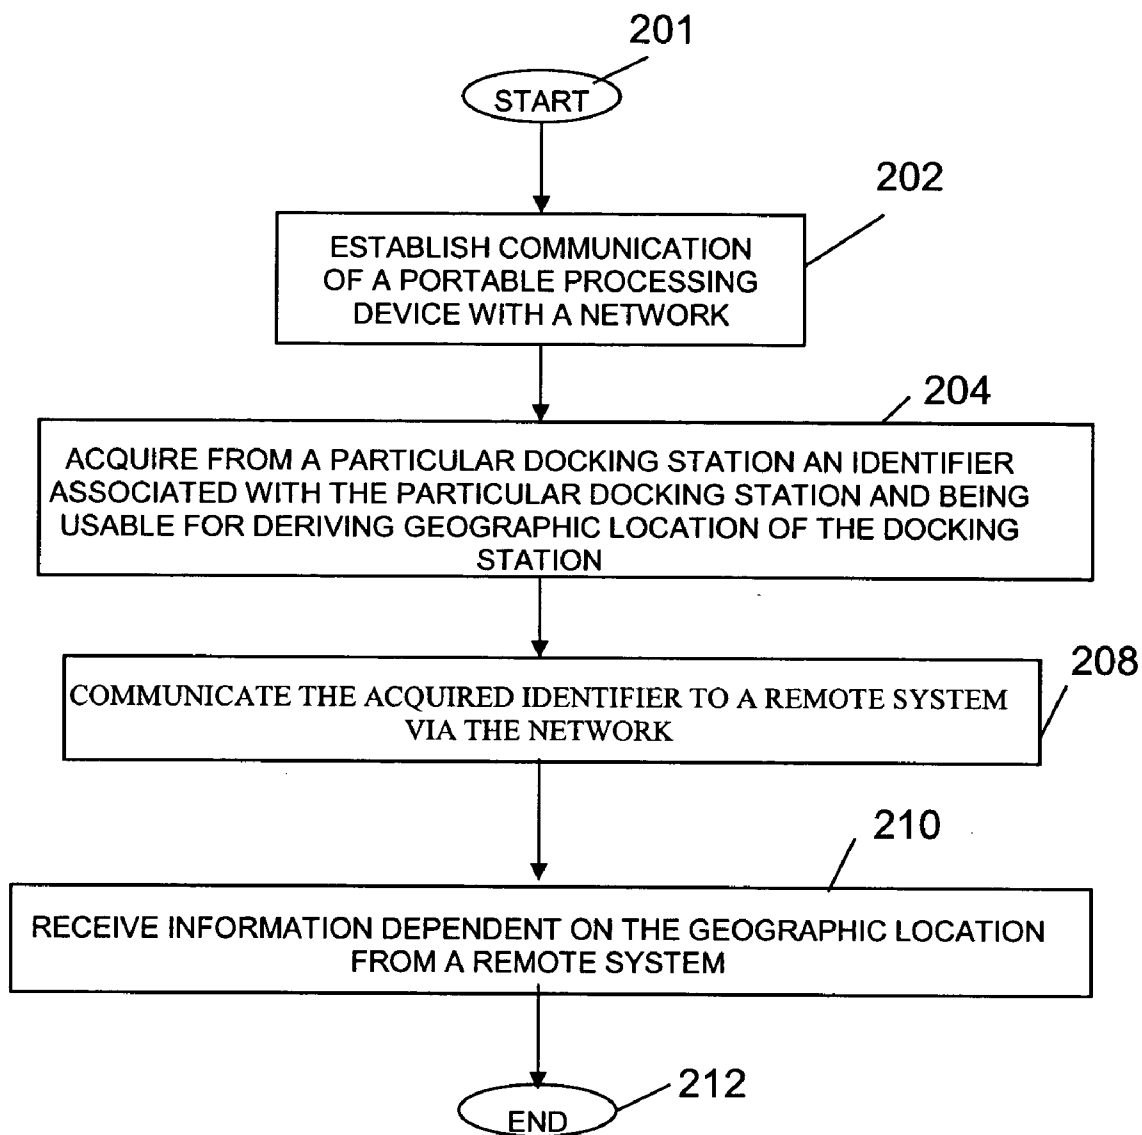 201
START
202
ESTABLISH COMMUNICATION
OF A PORTABLE PROCESSING
DEVICE WITH A NETWORK
204
ACQUIRE FROM A PARTICULAR DOCKING STATION AN IDENTIFIER
ASSOCIATED WITH THE PARTICULAR DOCKING STATION AND BEING
USABLE FOR DERIVING GEOGRAPHIC LOCATION OF THE DOCKING
STATION
208
COMMUNICATE THE ACQUIRED IDENTIFIER TO A REMOTE SYSTEM
VIA THE NETWORK
210
RECEIVE INFORMATION DEPENDENT ON THE GEOGRAPHIC LOCATION
FROM A REMOTE SYSTEM
212
END